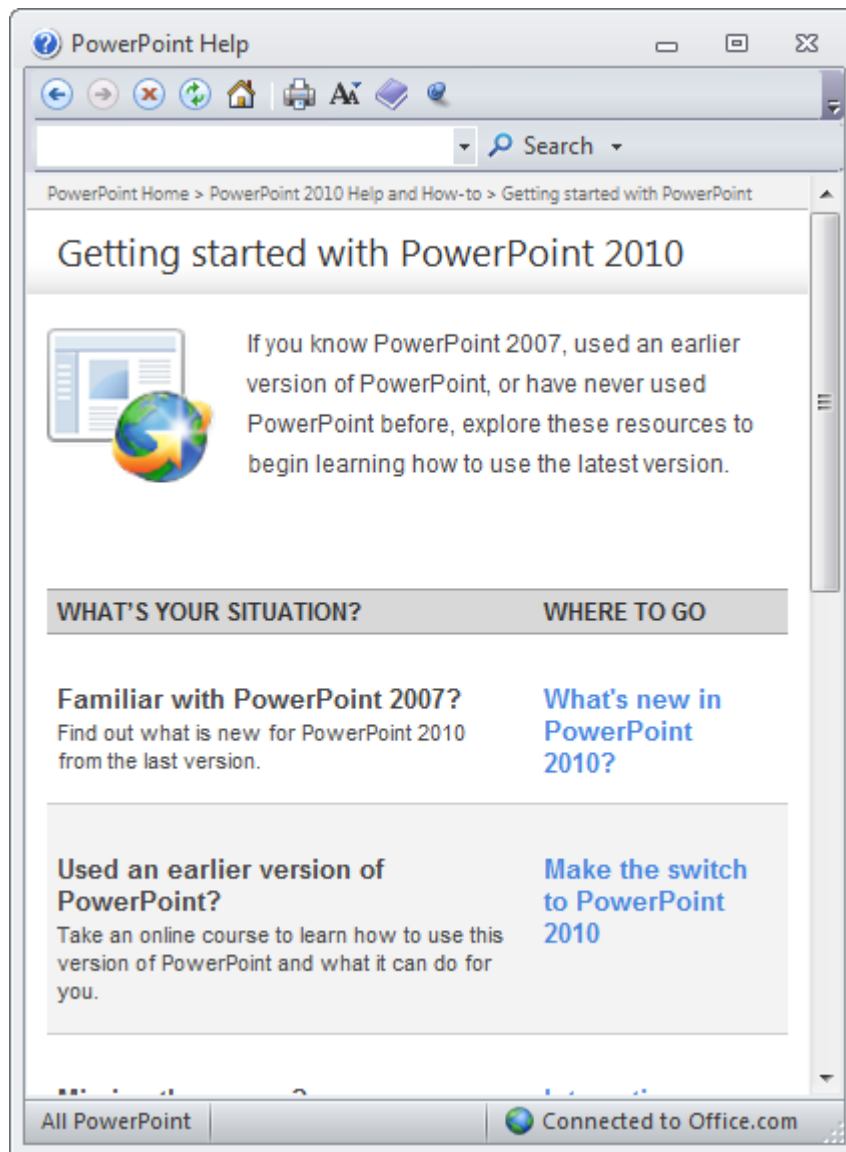 PowerPoint Help
Search
PowerPoint Home > PowerPoint 2010 Help and How-to > Getting started with PowerPoint
Getting started with PowerPoint 2010
If you know PowerPoint 2007, used an earlier
version of PowerPoint, or have never used
PowerPoint before, explore these resources to
begin learning how to use the latest version.
WHAT'S YOUR SITUATION?
WHERE TO GO
Familiar with PowerPoint 2007?
Find out what is new for PowerPoint 2010
from the last version.
What's new in
PowerPoint
2010?
Used an earlier version of
PowerPoint?
Take an online course to learn how to use this
version of PowerPoint and what it can do for
you.
Make the switch
to PowerPoint
2010
All PowerPoint
Connected to Office.com